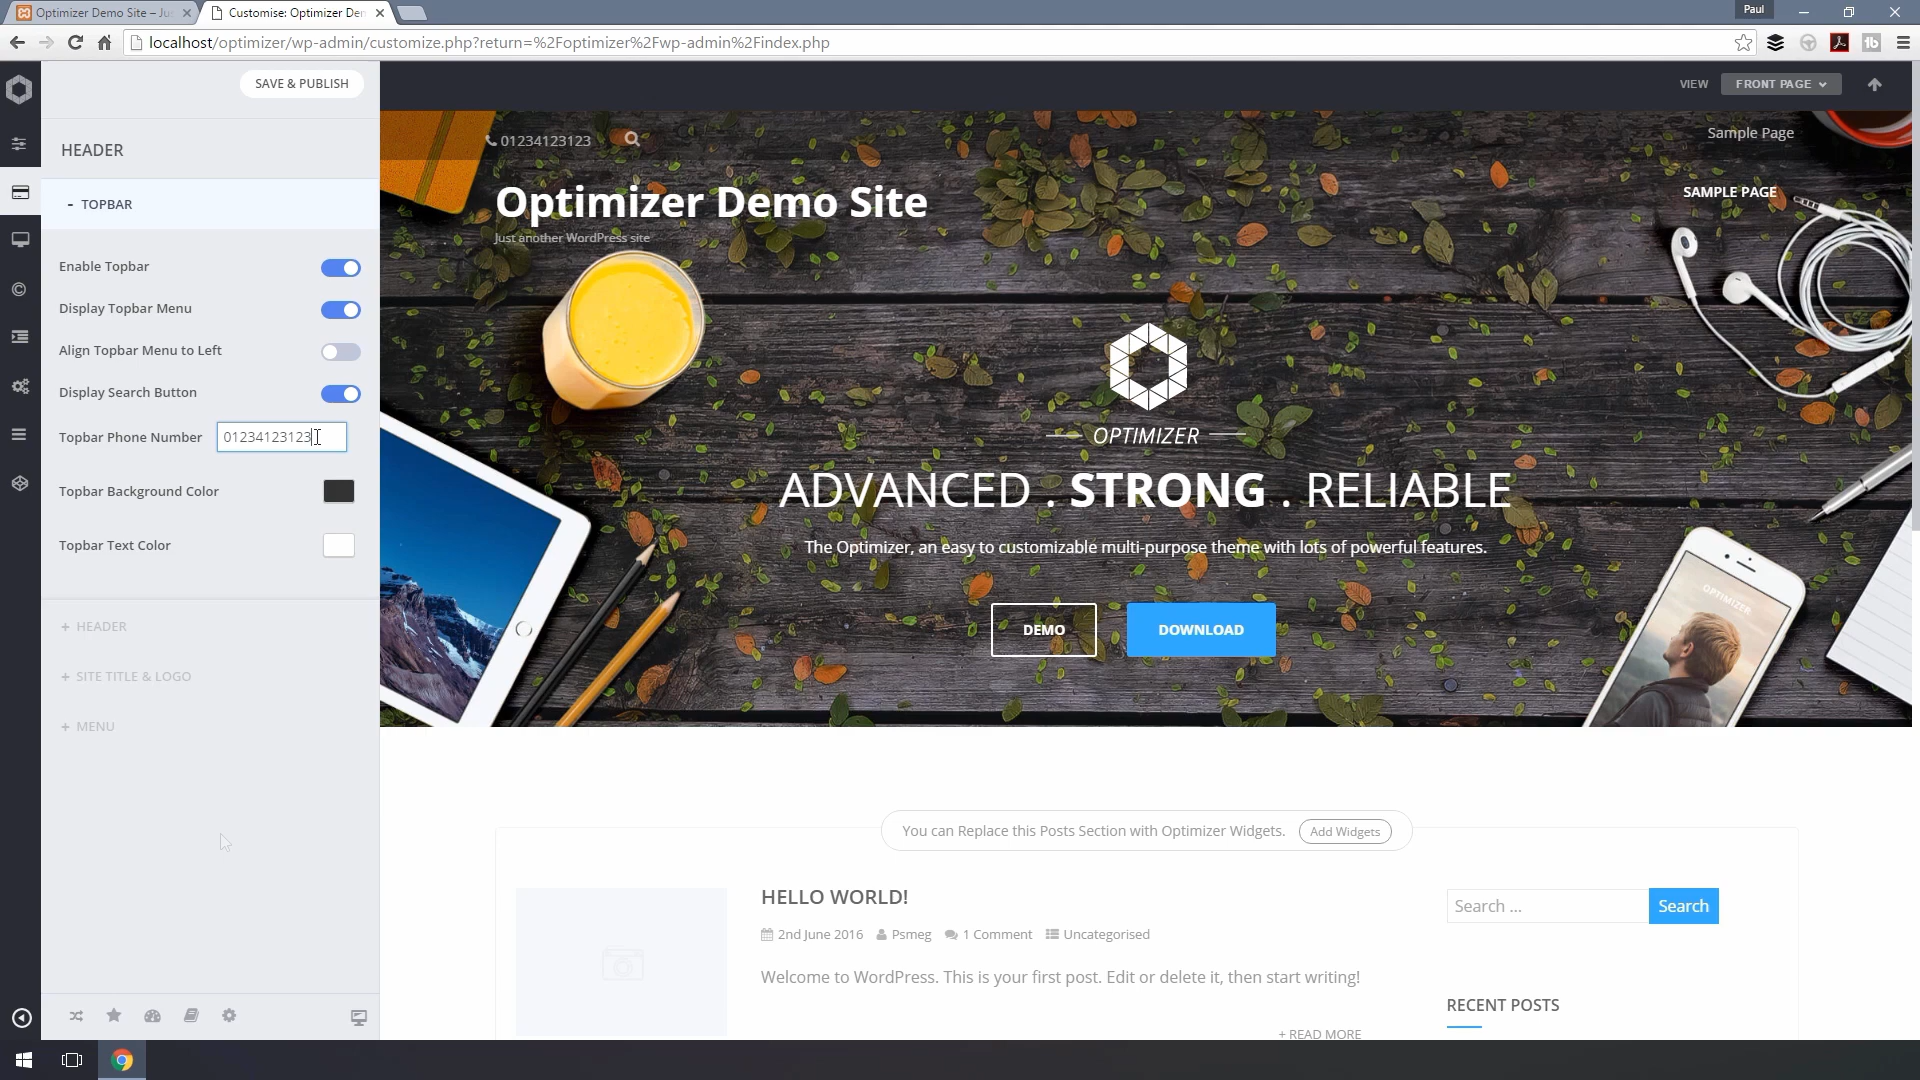 Optimizer Demo Site – Ju
Customise: Optimizer Den
Paul
localhost/optimizer/wp-admin/customize.php?return=%2Foptimizer%2Fwp-admin%2Findex.php
SAVE & PUBLISH
VIEW
FRONT PAGE
HEADER
- TOPBAR
Enable Topbar
Display Topbar Menu
Align Topbar Menu to Left
Display Search Button
Topbar Phone Number 01234123123
Topbar Background Color
Topbar Text Color
+ HEADER
+ SITE TITLE & LOGO
+ MENU
01234123123
Sample Page
Optimizer Demo Site
Just another WordPress site
SAMPLE PAGE
OPTIMIZER
ADVANCED . STRONG . RELIABLE
The Optimizer, an easy to customizable multi-purpose theme with lots of powerful features.
DEMO
DOWNLOAD
OPTIMIZER
You can Replace this Posts Section with Optimizer Widgets. Add Widgets
HELLO WORLD!
2nd June 2016 Psmeg 1 Comment Uncategorised
Welcome to WordPress. This is your first post. Edit or delete it, then start writing!
+ READ MORE
Search ...
Search
RECENT POSTS